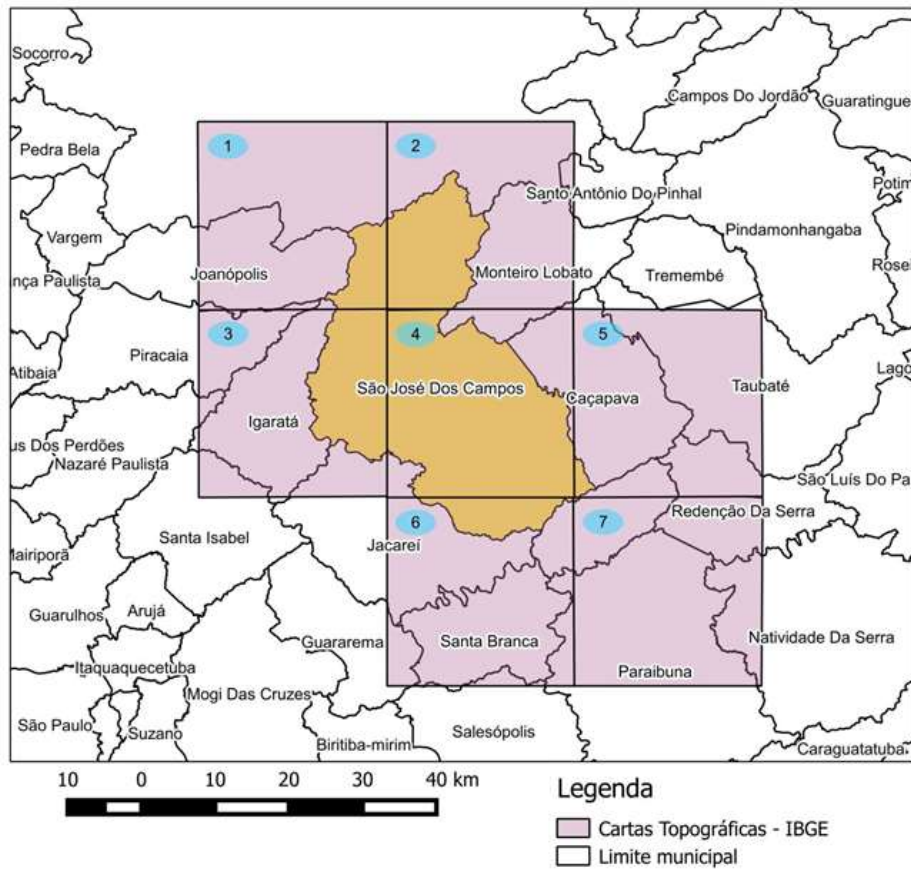 Socorro
Campos Do Jordão
Guaratingue
1
2
Pedra Bela
Santo Antônio Do Pinhal
Potim
Vargem
Pindamonhangaba
Rosei
Joanópolis
Monteiro Lobato
Tremembé
nça Paulista
3
4
5
Piracaia
Atibaia
Lago
São José Dos Campos
Taubaté
Caçapava
Igaratá
us Dos Perdões
Nazaré Paulista
São Luís Do Pa
Redenção Da Serra
6
7
Santa Isabel
Jacareí
Mairiporã
Guarulhos
Arujá
Guararema
Santa Branca
Natividade Da Serra
Itaquaquecetuba
Paraibuna
Mogi Das Cruzes
São Paulo
Suzano
Salesópolis
Biritiba-mirim
Caraguatatuba
10 0 10 20 30 40 km
Legenda
Cartas Topográficas - IBGE
Limite municipal